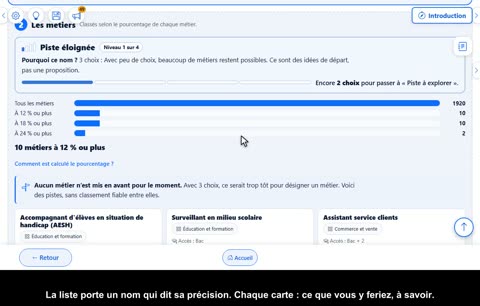 Introduction
2 Les métiers Classés selon le pourcentage de chaque métier.
Piste éloignée Niveau 1 sur 4
Pourquoi ce nom ? 3 choix : Avec peu de choix, beaucoup de métiers restent possibles. Ce sont des idées de départ,
pas une proposition.
Encore 2 choix pour passer à « Piste à explorer ».
Tous les métiers 1920
À 12 % ou plus 10
À 18 % ou plus 10
À 24 % ou plus 2
10 métiers à 12 % ou plus
Comment est calculé le pourcentage ?
Aucun métier n'est mis en avant pour le moment. Avec 3 choix, ce serait trop tôt pour désigner un métier. Voici
des pistes, sans classement fiable entre elles.
Accompagnant d'élèves en situation de
handicap (AESH)
Éducation et formation
Surveillant en milieu scolaire
Éducation et formation
Accès : Bac
Assistant service clients
Commerce et vente
Accès : Bac + 2
← Retour
Accueil
La liste porte un nom qui dit sa précision. Chaque carte : ce que vous y feriez, à savoir.